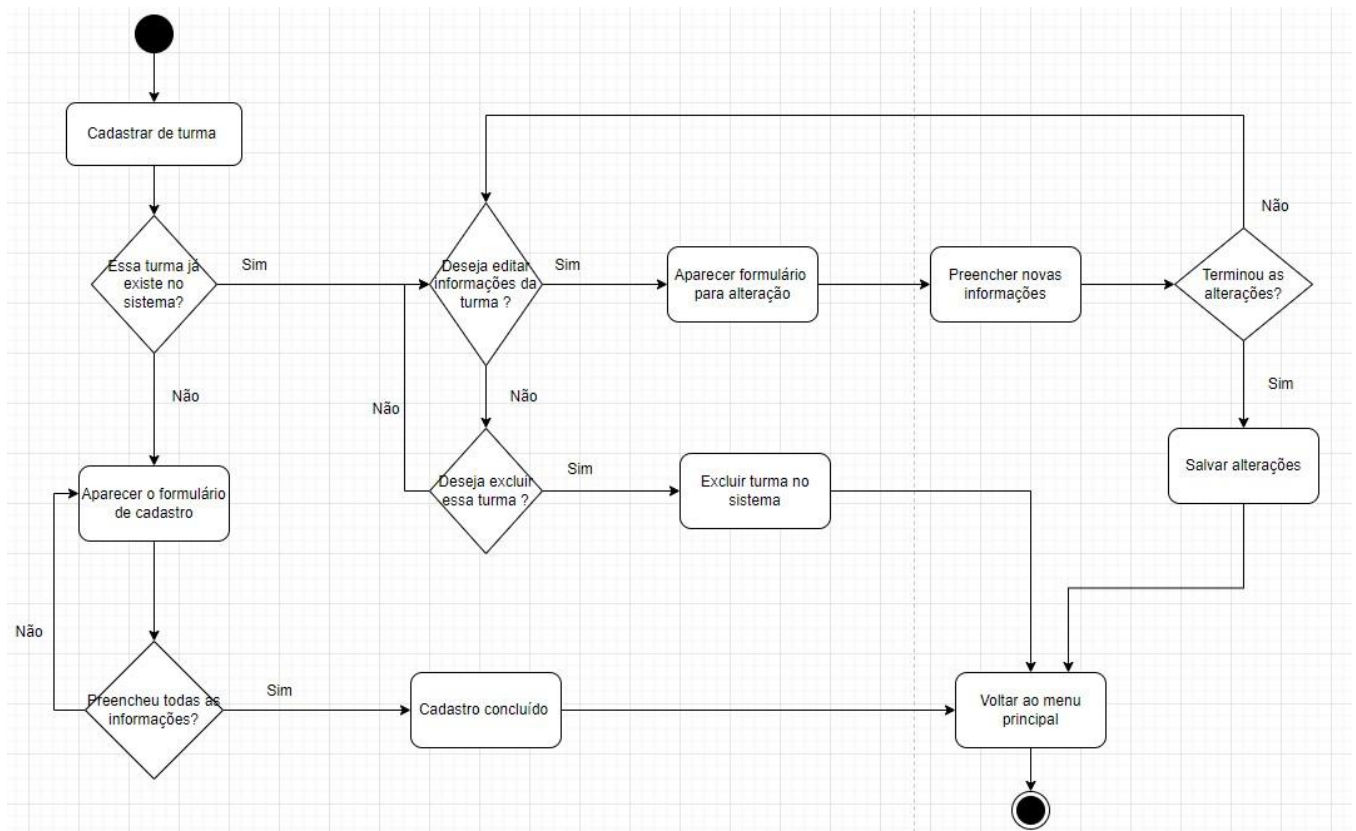 Cadastrar de turma
Essa turma já
existe no
sistema?
Sim
Deseja editar
informações da
turma ?
Sim
Aparecer formulário
para alteração
Preencher novas
informações
Terminou as
alterações?
Não
Não
Não
Não
Sim
Aparecer o formulário
de cadastro
Deseja excluir
essa turma ?
Sim
Excluir turma no
sistema
Salvar alterações
Não
Preencheu todas as
informações?
Sim
Cadastro concluído
Voltar ao menu
principal